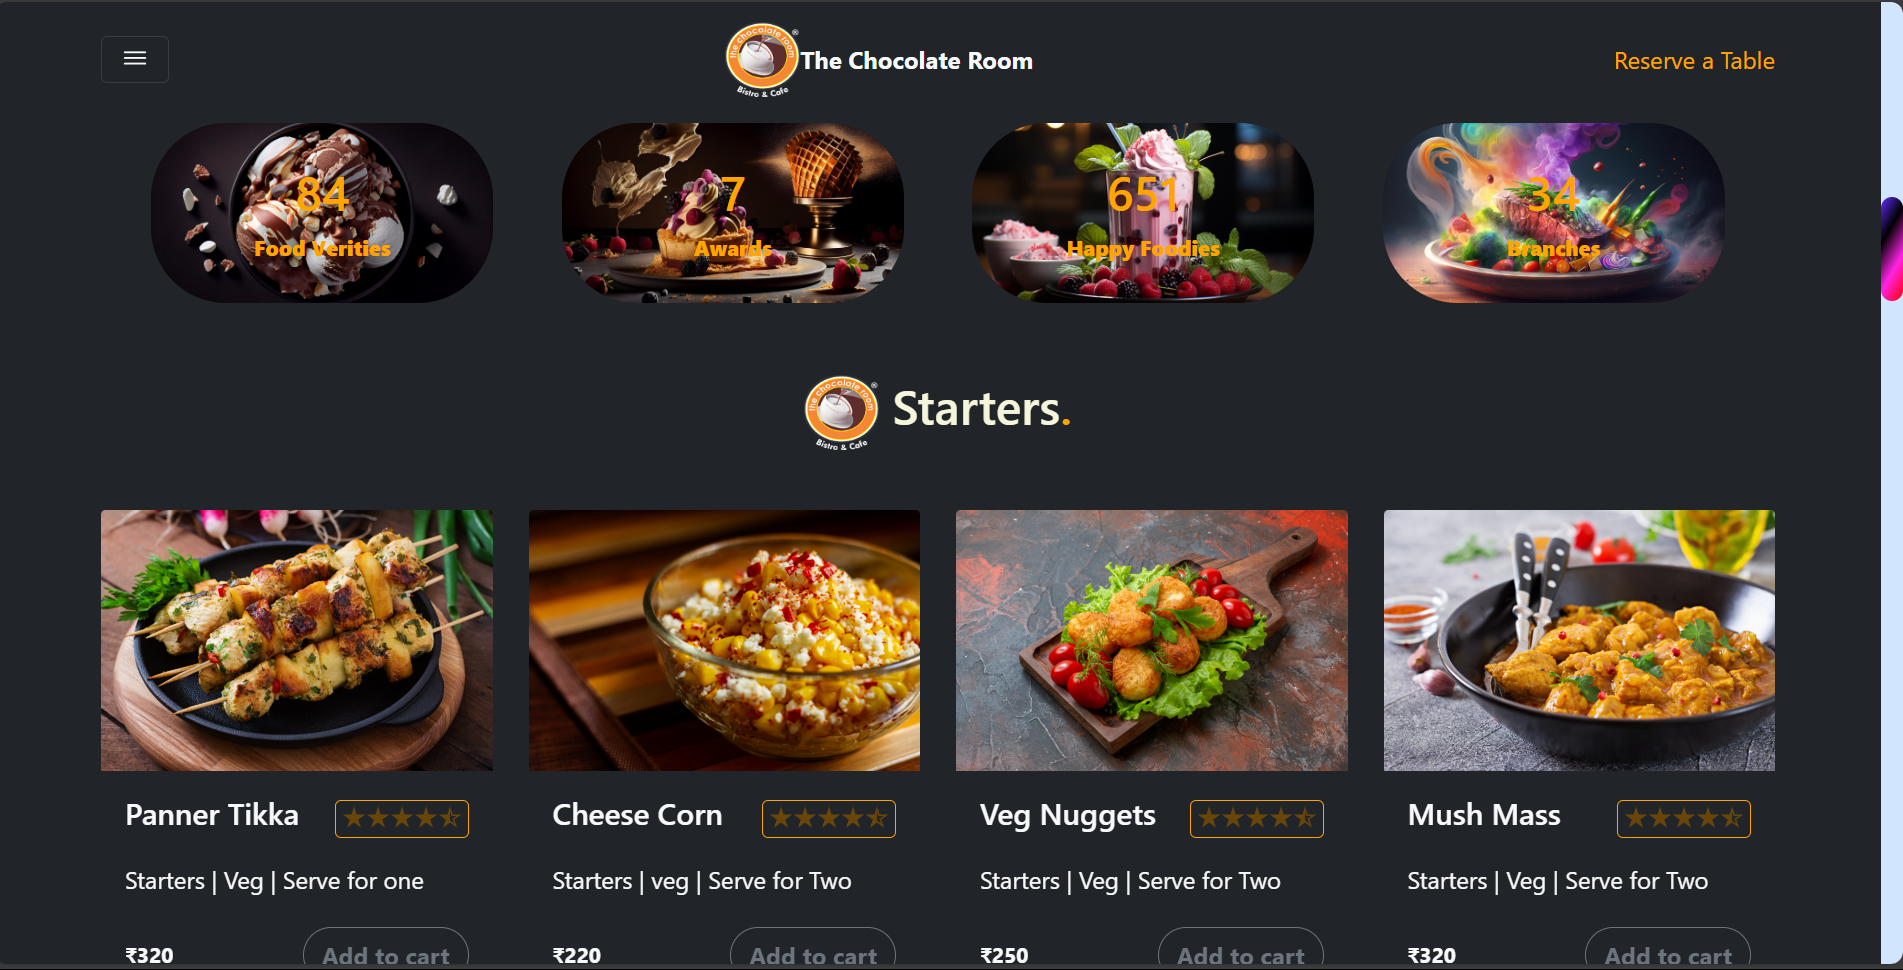 the chocolate room
®
Bistro & Cafe
The Chocolate Room
Reserve a Table
84
Food Verities
7
Awards
651
Happy Foodies
34
Branches
the chocolate room
®
Bistro & Cafe
Starters.
Panner Tikka
★★★★⯪
Cheese Corn
★★★★⯪
Veg Nuggets
★★★★⯪
Mush Mass
★★★★⯪
Starters | Veg | Serve for one
Starters | veg | Serve for Two
Starters | Veg | Serve for Two
Starters | Veg | Serve for Two
₹320
Add to cart
₹220
Add to cart
₹250
Add to cart
₹320
Add to cart